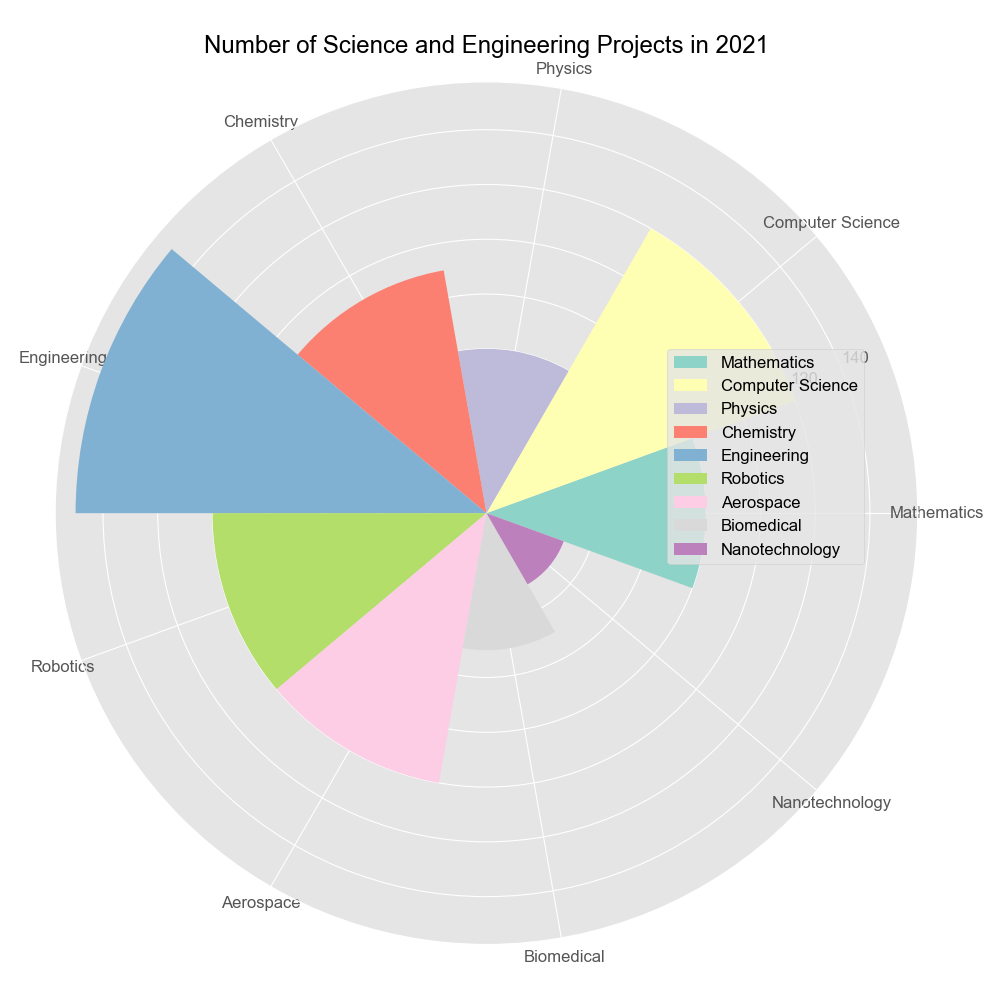 Number of Science and Engineering Projects in 2021
Physics
Chemistry
Computer Science
Engineering
140
120
Mathematics
Computer Science
Physics
Chemistry
Engineering
Robotics
Aerospace
Biomedical
Nanotechnology
Mathematics
Robotics
Nanotechnology
Aerospace
Biomedical